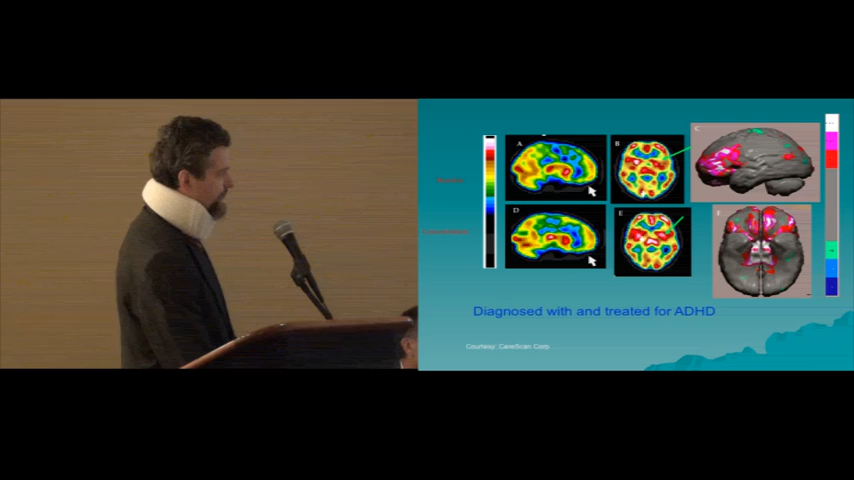 A
B
C
D
E
F
Diagnosed with and treated for ADHD
Courtesy: CereScan Corp